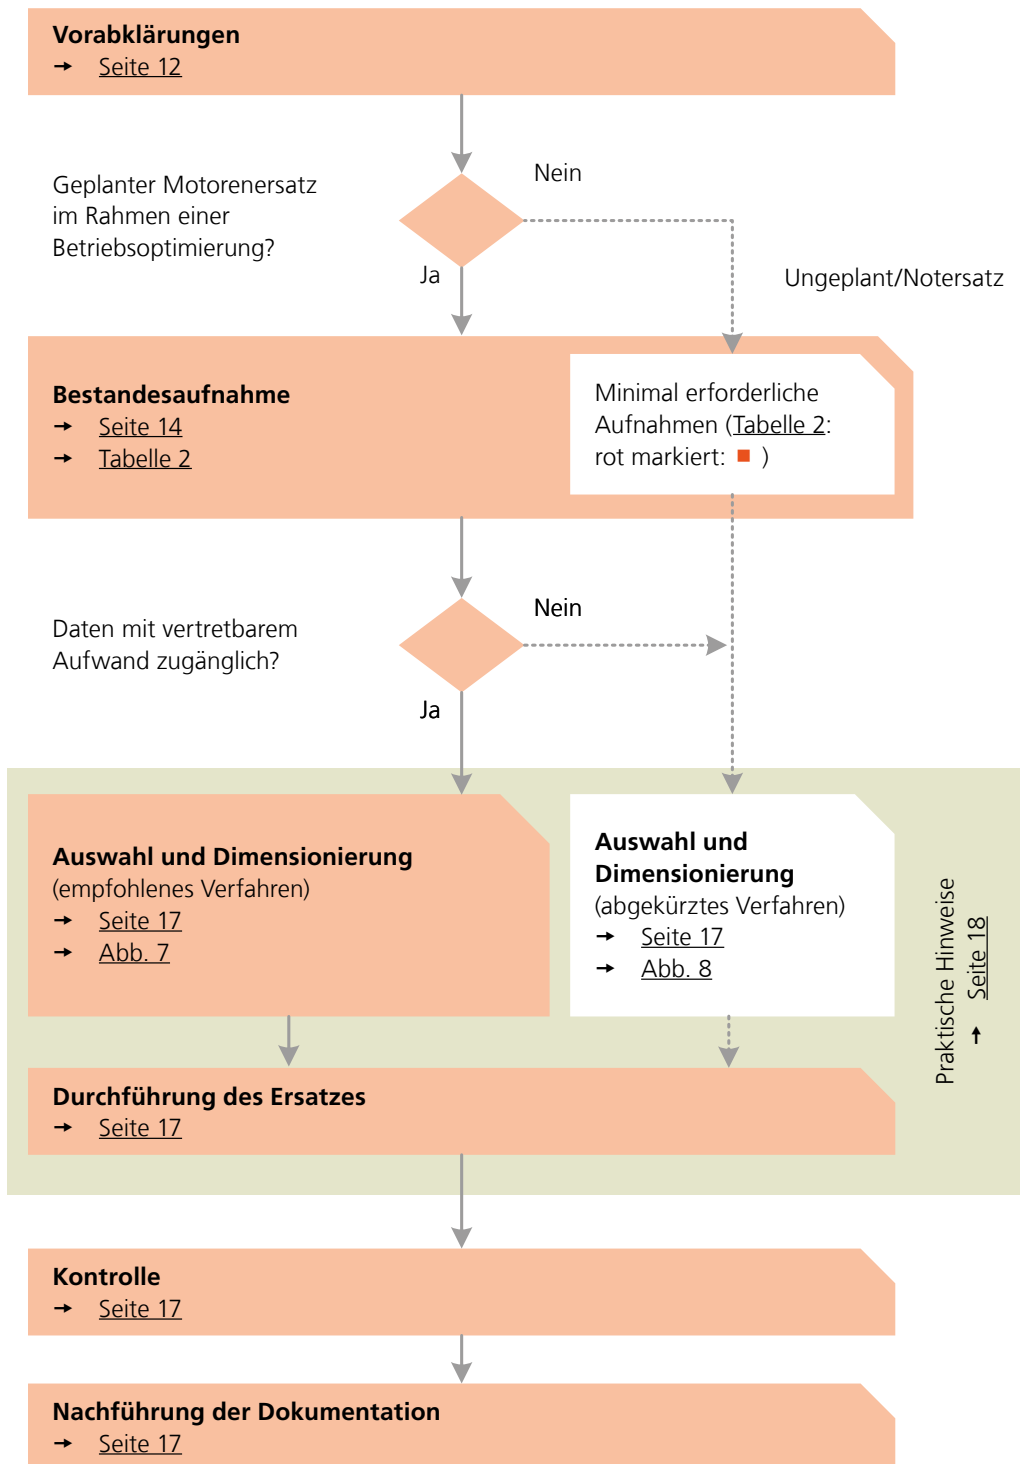 Vorabklärungen
→ Seite 12
Geplanter Motorenersatz
im Rahmen einer
Betriebsoptimierung?
Nein
Ja
Ungeplant/Notersatz
Bestandesaufnahme
→ Seite 14
→ Tabelle 2
Minimal erforderliche
Aufnahmen (Tabelle 2:
rot markiert: ■ )
Daten mit vertretbarem
Aufwand zugänglich?
Nein
Ja
Auswahl und Dimensionierung
(empfohlenes Verfahren)
→ Seite 17
→ Abb. 7
Auswahl und
Dimensionierung
(abgekürztes Verfahren)
→ Seite 17
→ Abb. 8
Praktische Hinweise
→ Seite 18
Durchführung des Ersatzes
→ Seite 17
Kontrolle
→ Seite 17
Nachführung der Dokumentation
→ Seite 17